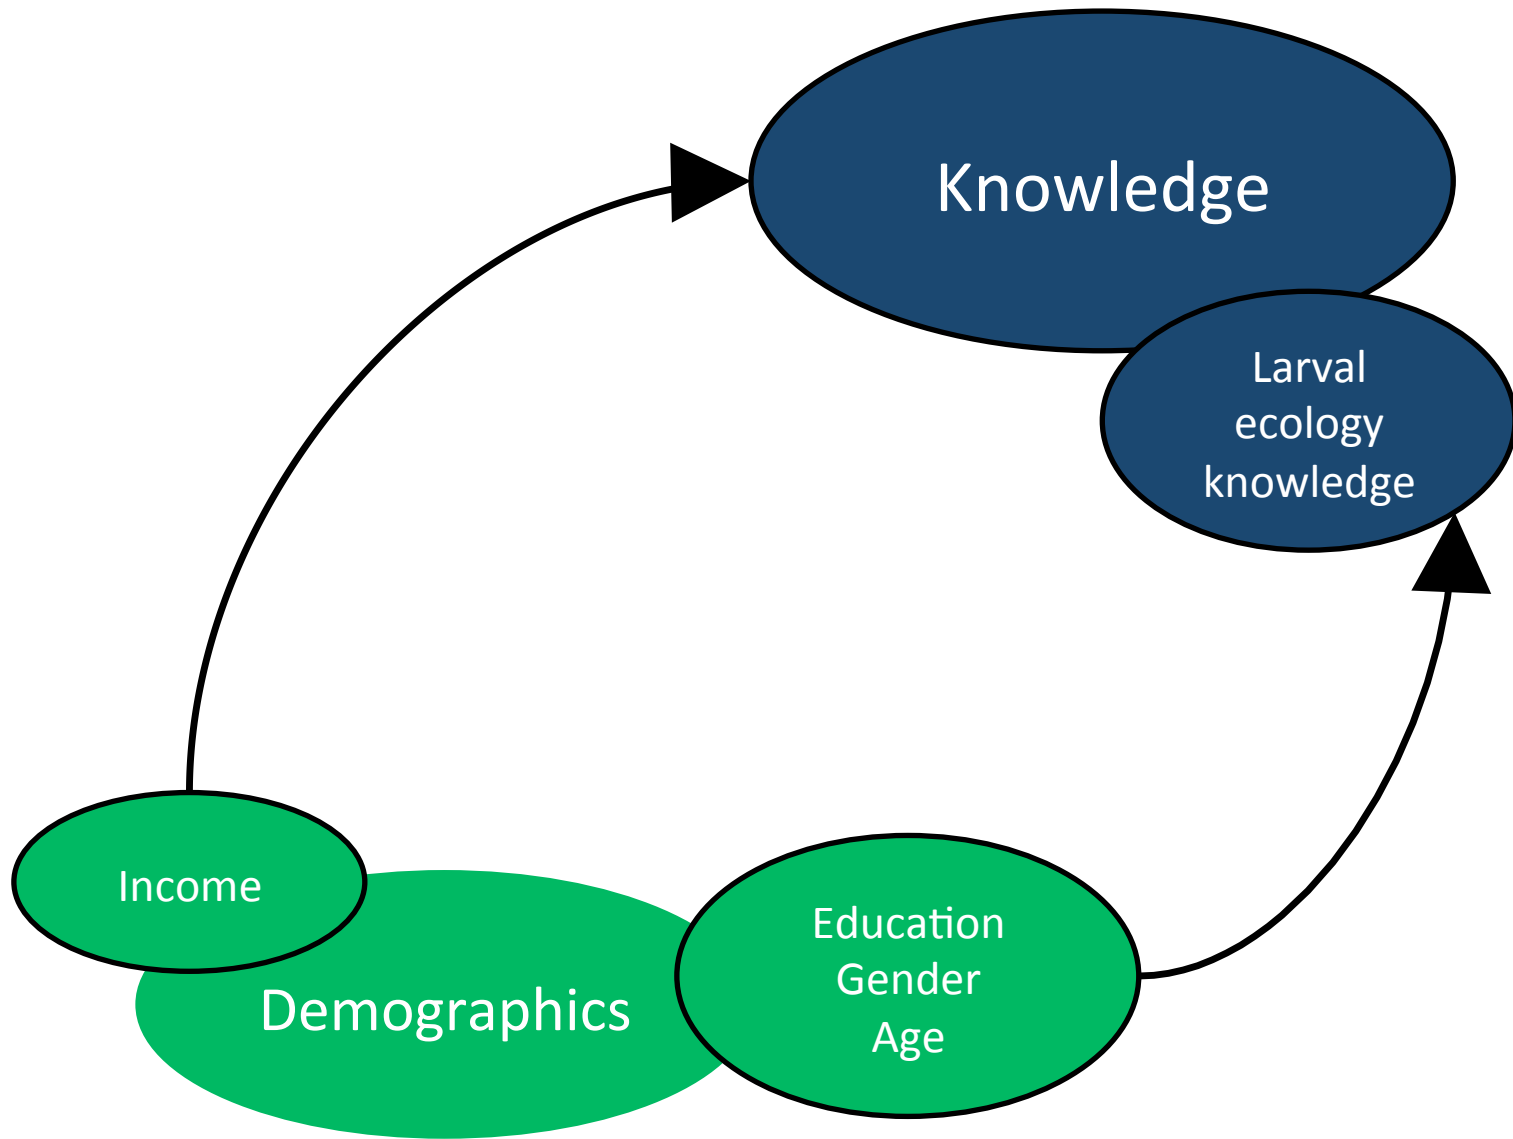 Knowledge
Larval
ecology
knowledge
Income
Demographics
Education
Gender
Age